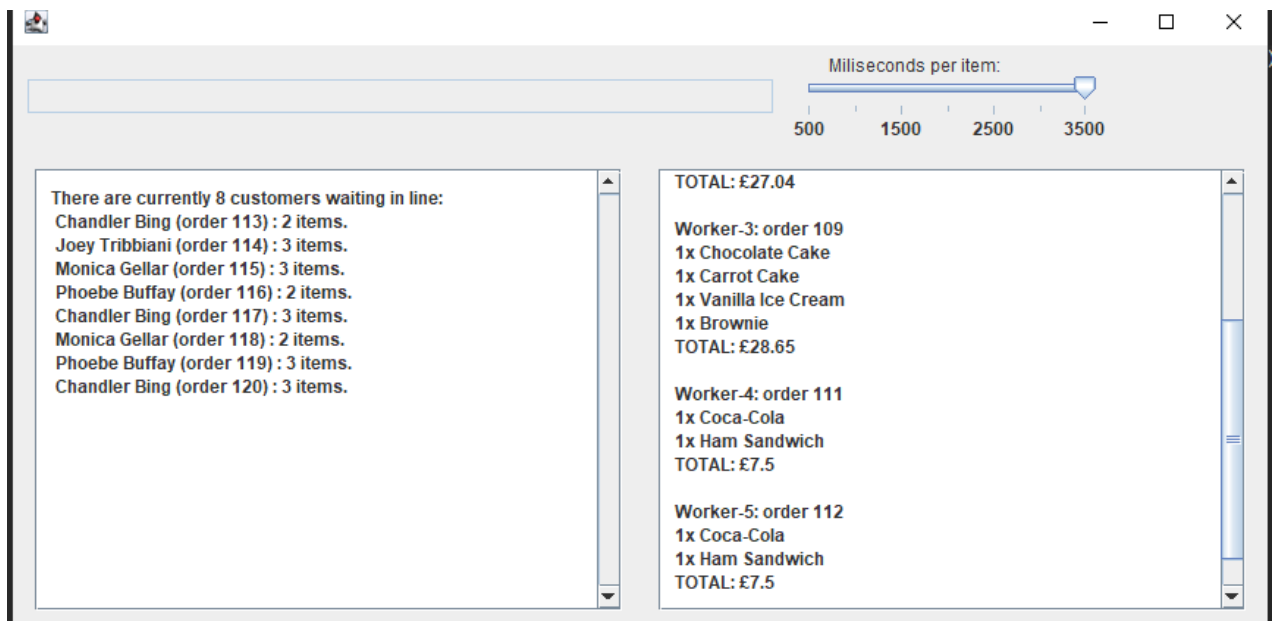 Miliseconds per item:
500 1500 2500 3500
There are currently 8 customers waiting in line:
Chandler Bing (order 113) : 2 items.
Joey Tribbiani (order 114) : 3 items.
Monica Gellar (order 115) : 3 items.
Phoebe Buffay (order 116) : 2 items.
Chandler Bing (order 117) : 3 items.
Monica Gellar (order 118) : 2 items.
Phoebe Buffay (order 119) : 3 items.
Chandler Bing (order 120) : 3 items.
TOTAL: £27.04
Worker-3: order 109
1x Chocolate Cake
1x Carrot Cake
1x Vanilla Ice Cream
1x Brownie
TOTAL: £28.65
Worker-4: order 111
1x Coca-Cola
1x Ham Sandwich
TOTAL: £7.5
Worker-5: order 112
1x Coca-Cola
1x Ham Sandwich
TOTAL: £7.5